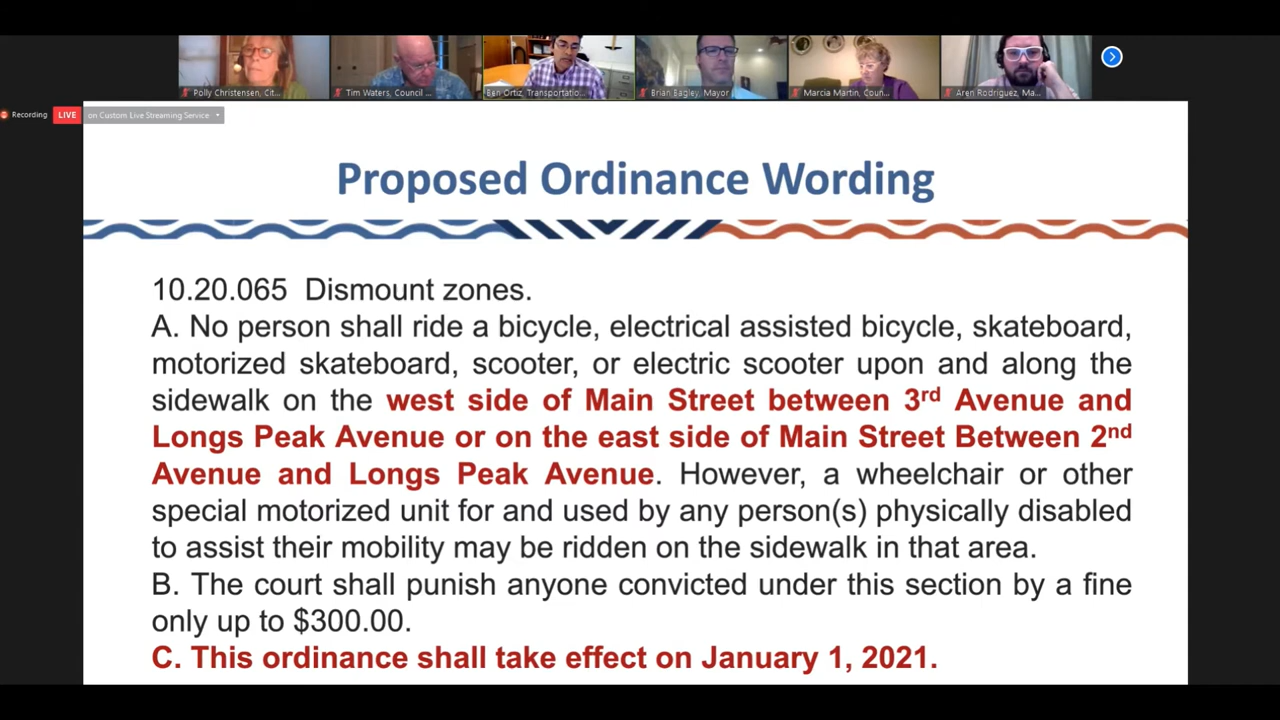 Polly Christensen, Cit...
Tim Waters, Council ...
Ben Ortiz, Transportatio...
Brian Bagley, Mayor
Marcia Martin, Coun...
Aren Rodriguez, Ma...
Recording
LIVE
on Custom Live Streaming Service
Proposed Ordinance Wording
10.20.065 Dismount zones.
A. No person shall ride a bicycle, electrical assisted bicycle, skateboard,
motorized skateboard, scooter, or electric scooter upon and along the
sidewalk on the west side of Main Street between 3rd Avenue and
Longs Peak Avenue or on the east side of Main Street Between 2nd
Avenue and Longs Peak Avenue. However, a wheelchair or other
special motorized unit for and used by any person(s) physically disabled
to assist their mobility may be ridden on the sidewalk in that area.
B. The court shall punish anyone convicted under this section by a fine
only up to $300.00.
C. This ordinance shall take effect on January 1, 2021.